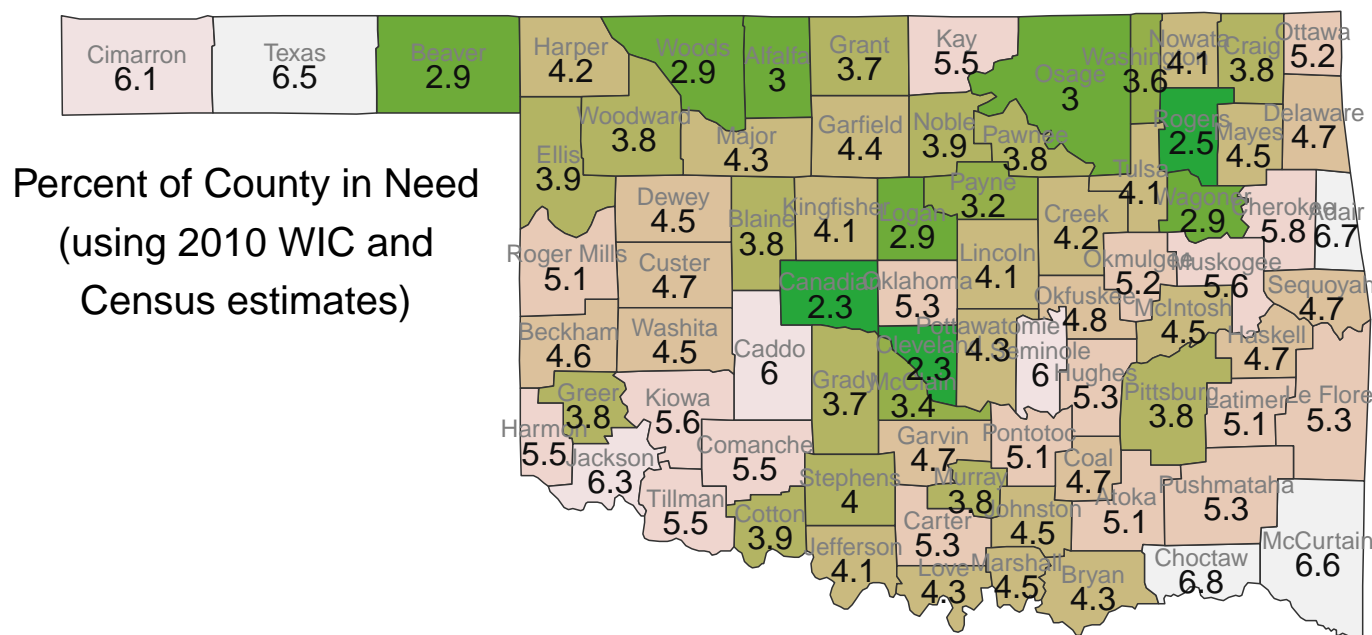 Cimarron
6.1
Texas
6.5
Beaver
2.9
Harper
4.2
Woods
2.9
Alfalfa
3
Grant
3.7
Kay
5.5
Osage
3
Washington
3.6
Nowata
4.1
Craig
3.8
Ottawa
5.2
Woodward
3.8
Major
4.3
Garfield
4.4
Noble
3.9
Pawnee
3.8
Rogers
2.5
Mayes
4.5
Delaware
4.7
Ellis
3.9
Percent of County in Need
(using 2010 WIC and
Census estimates)
Dewey
4.5
Blaine
3.8
Kingfisher
4.1
Logan
2.9
Payne
3.2
Tulsa
4.1
Creek
4.2
Wagoner
2.9
Cherokee
5.8
Adair
6.7
Roger Mills
5.1
Custer
4.7
Canadian
2.3
Oklahoma
5.3
Lincoln
4.1
Okmulgee
5.2
Muskogee
5.6
Sequoyah
4.7
Beckham
4.6
Washita
4.5
Caddo
6
Cleveland
2.3
Pottawatomie
4.3
Okfuskee
4.8
McIntosh
4.5
Haskell
4.7
Seminole
6
Hughes
5.3
Greer
3.8
Kiowa
5.6
Grady
3.7
McClain
3.4
Pittsburg
3.8
Latimer
5.1
Le Flore
5.3
Harmon
5.5
Jackson
6.3
Comanche
5.5
Garvin
4.7
Pontotoc
5.1
Coal
4.7
Tillman
5.5
Stephens
4
Murray
3.8
Pushmataha
5.3
Cotton
3.9
Carter
5.3
Johnston
4.5
Atoka
5.1
Jefferson
4.1
Love
4.3
Marshall
4.5
Bryan
4.3
Choctaw
6.8
McCurtain
6.6